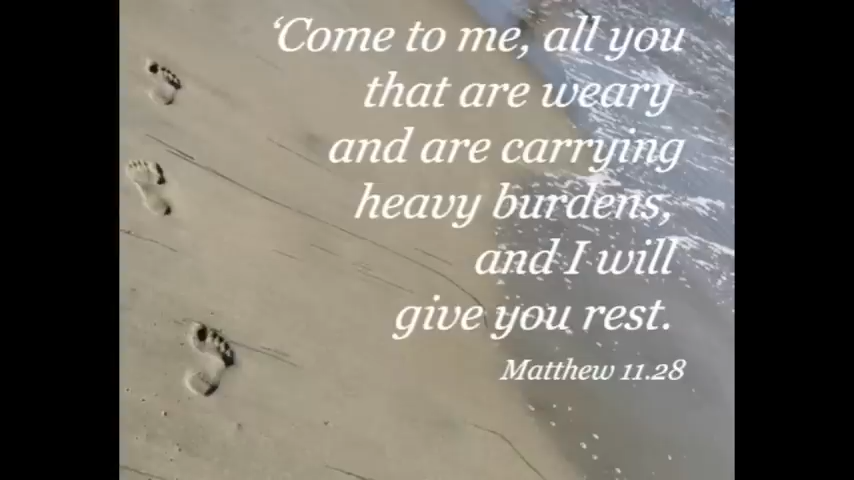 ‘Come to me, all you
that are weary
and are carrying
heavy burdens,
and I will
give you rest.
Matthew 11.28